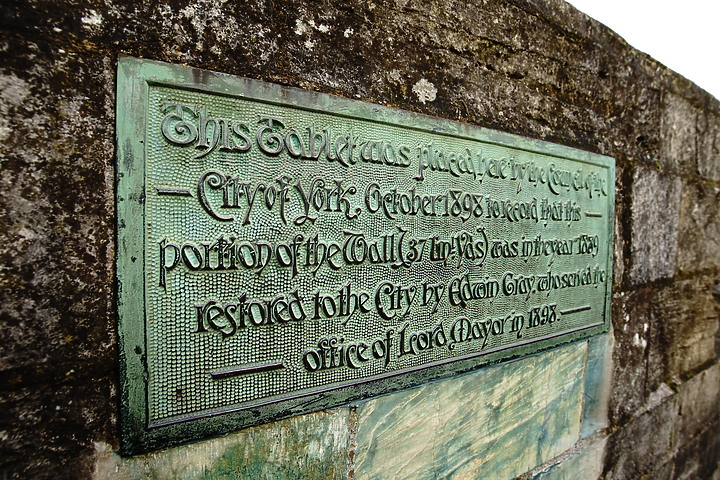 This Tablet was placed here by the Council of the
— City of York, October 1898 to record that this —
portion of the Wall (37 lin¹ Yds) was in the year 1889
restored to the City by Edwin Gray, who served the
— office of Lord Mayor in 1898. —